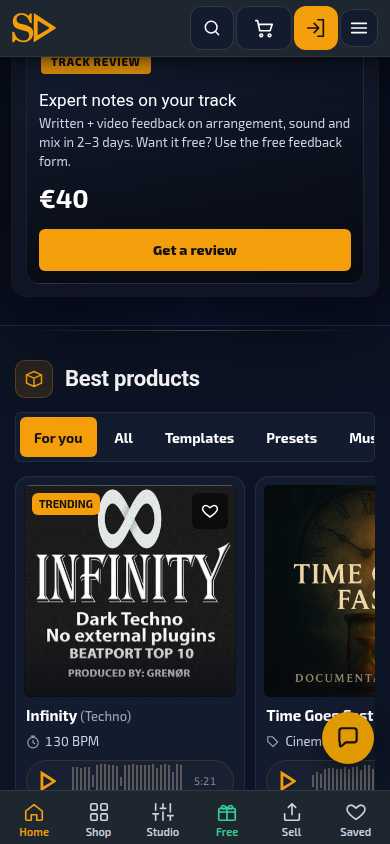 TRACK REVIEW
Expert notes on your track
Written + video feedback on arrangement, sound and
mix in 2–3 days. Want it free? Use the free feedback
form.
€40
Get a review
Best products
For you
All
Templates
Presets
Mus
TRENDING
INFINITY
Dark Techno
No external plugins
BEATPORT TOP 10
PRODUCED BY: GRENØR
TIME
FAS
DOCUMENTA
Infinity (Techno)
Time Goes Fast
130 BPM
Cinem
5:21
Home
Shop
Studio
Free
Sell
Saved